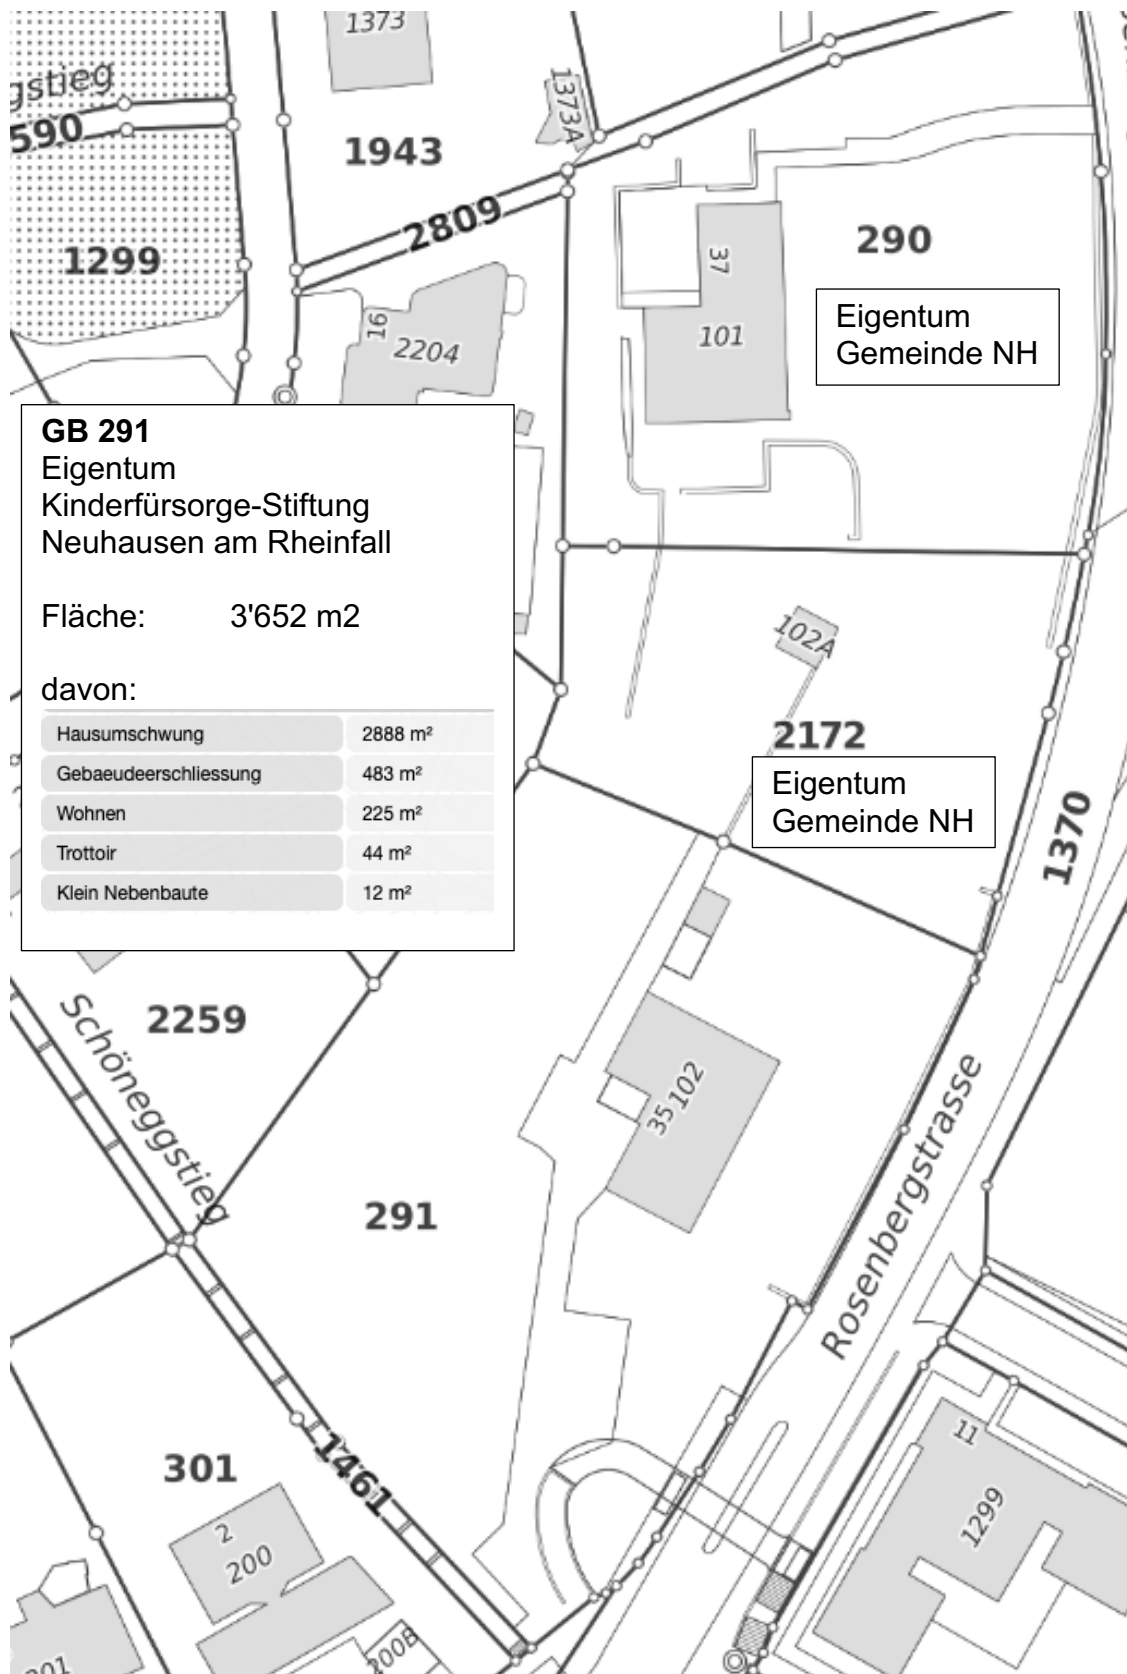 1373
gstieg
590
1373A
1943
2809
1299
290
37
101
16
2204
Eigentum
Gemeinde NH
GB 291
Eigentum
Kinderfürsorge-Stiftung
Neuhausen am Rheinfall
Fläche: 3'652 m2
davon:
Hausumschwung 2888 m²
Gebaeudeerschliessung 483 m²
Wohnen 225 m²
Trottoir 44 m²
Klein Nebenbaute 12 m²
102A
2172
Eigentum
Gemeinde NH
1370
Schöneggstieg
2259
35
102
Rosenbergstrasse
291
301
1461
2
200
200B
201
11
1299